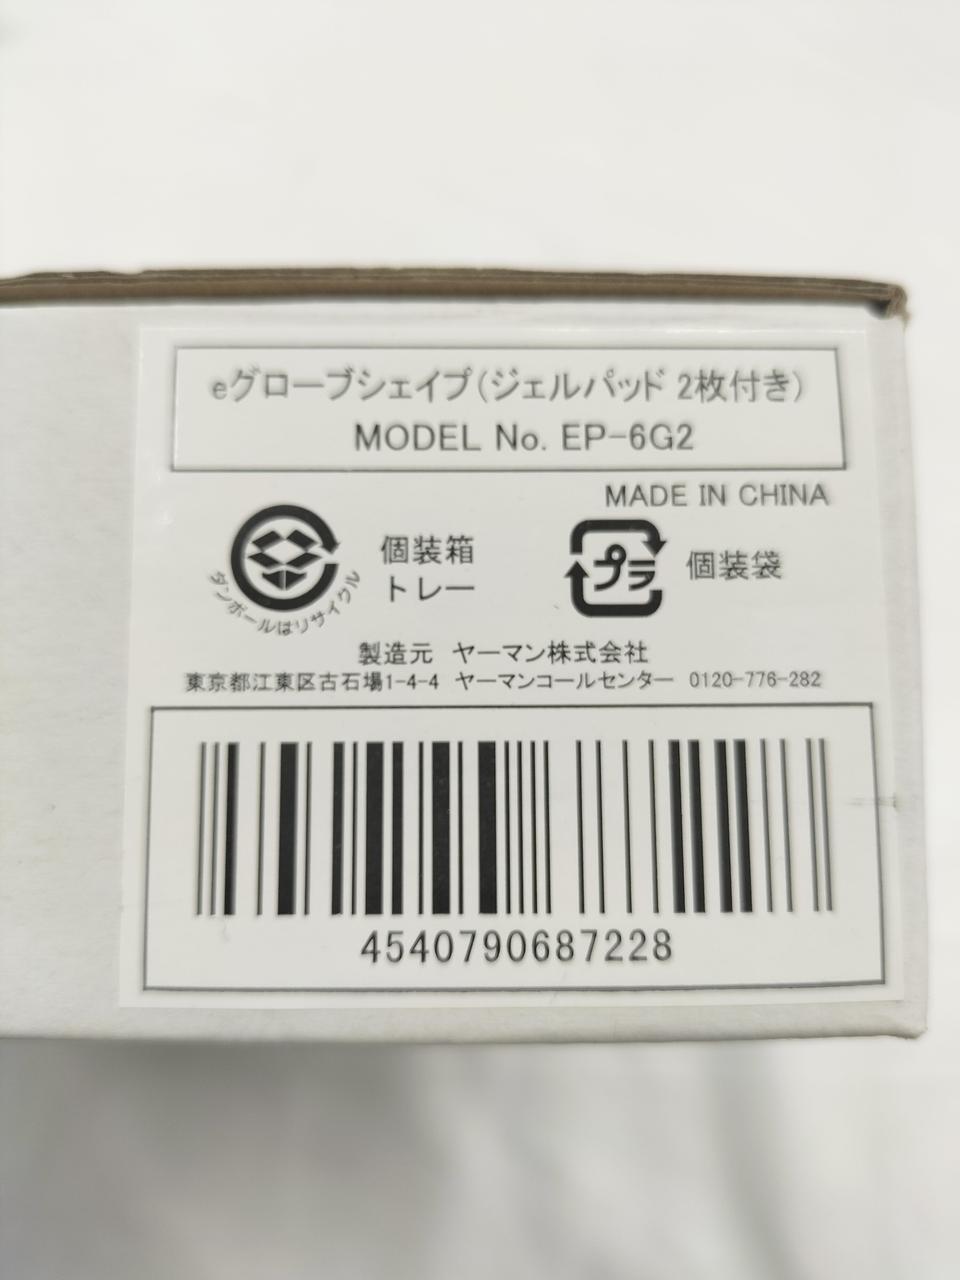 eグローブシェイプ(ジェルパッド 2枚付き)
MODEL No. EP-6G2
MADE IN CHINA
ダンボールはリサイクル
個装箱
トレー
プラ
個装袋
製造元 ヤーマン株式会社
東京都江東区古石場1-4-4 ヤーマンコールセンター 0120-776-282
4540790687228